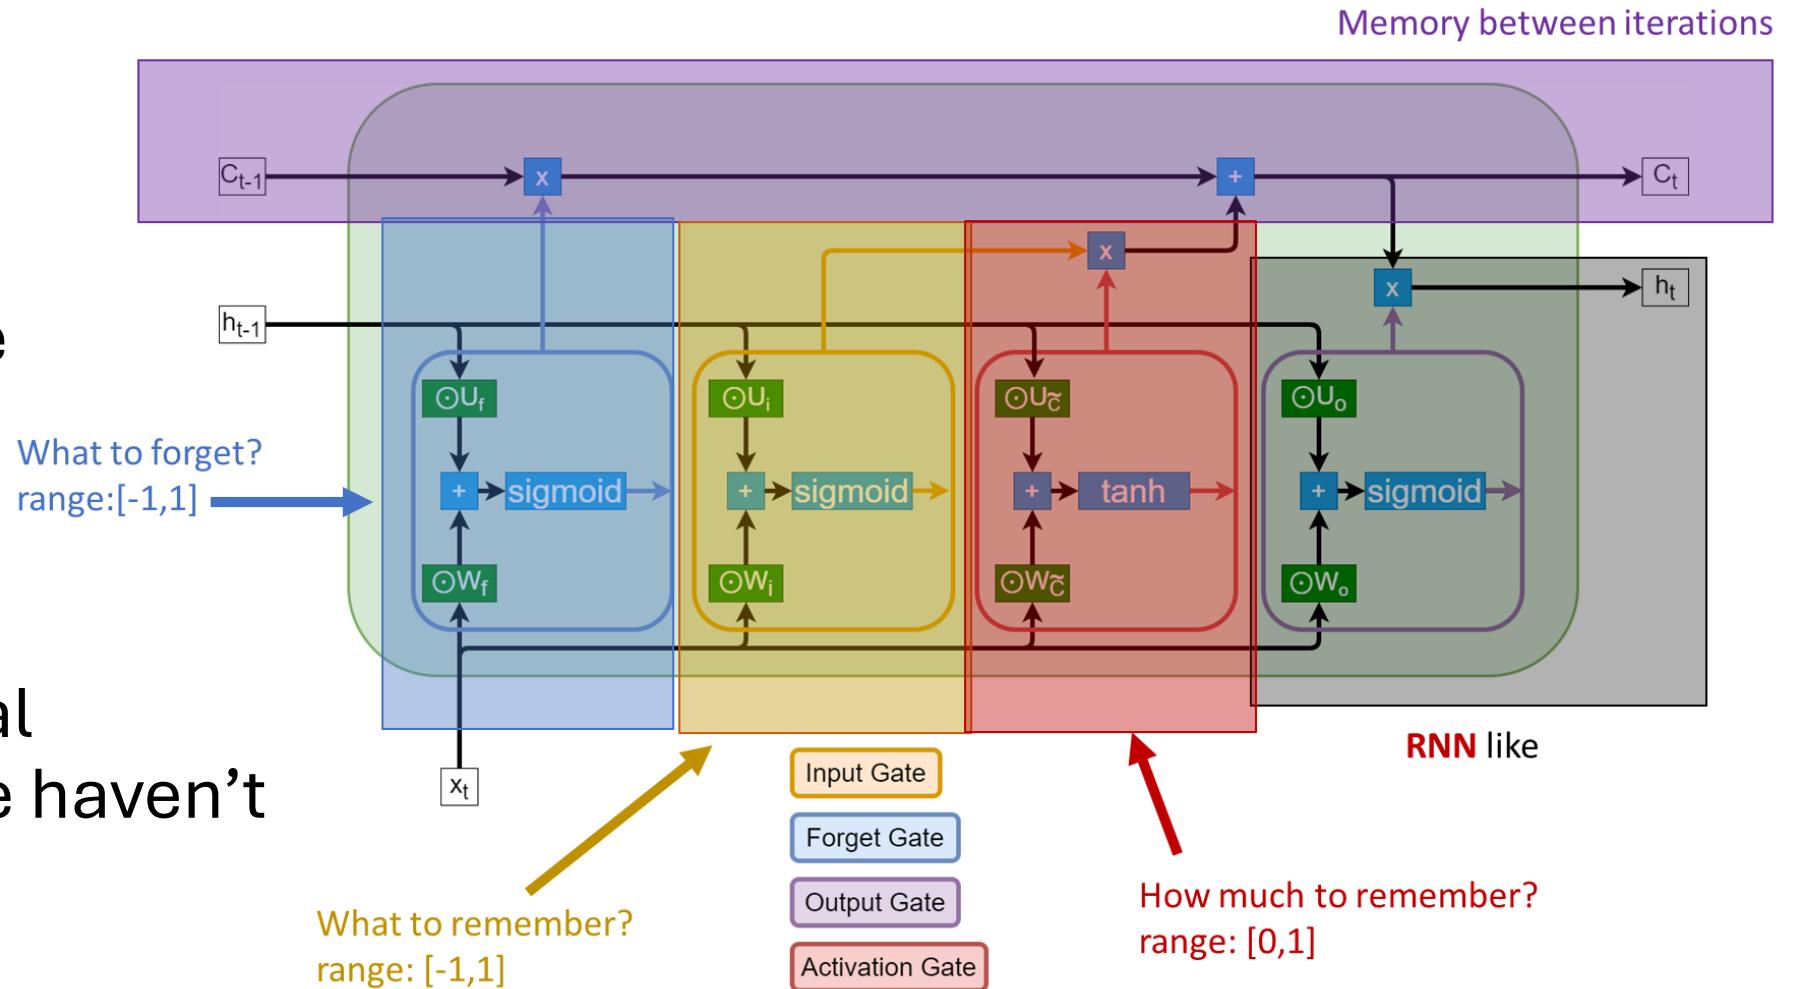 Memory between iterations
Ct-1
x
+
Ct
x
x
ht
ht-1
e
⊙Uf
⊙Ui
⊙UC̃
⊙Uo
What to forget?
range:[-1,1]
+
sigmoid
+
sigmoid
+
tanh
+
sigmoid
⊙Wf
⊙Wi
⊙WC̃
⊙Wo
al
e haven’t
xt
RNN like
Input Gate
Forget Gate
Output Gate
Activation Gate
What to remember?
range: [-1,1]
How much to remember?
range: [0,1]